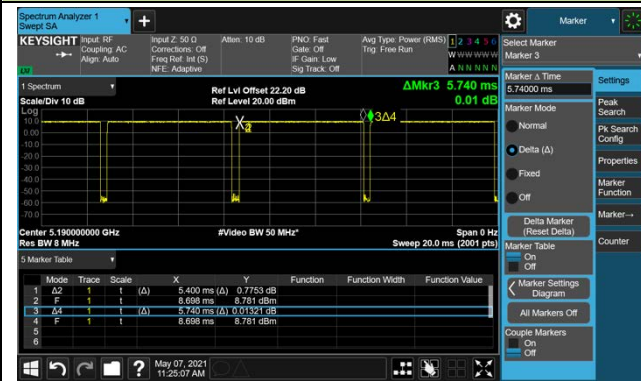 Spectrum Analyzer 1
Swept SA
+
Marker
KEYSIGHT
Input: RF
Coupling: AC
Align: Auto
Input Z: 50 Ω
Corrections: Off
Freq Ref: Int (S)
NFE: Adaptive
Atten: 10 dB
PNO: Fast
Gate: Off
IF Gain: Low
Sig Track: Off
Avg Type: Power (RMS)
Trig: Free Run
1 2 3 4 5 6
W W W W W W
A N N N N N
LXI
Select Marker
Marker 3
Marker Δ Time
5.74000 ms
Settings
1 Spectrum
Scale/Div 10 dB
Ref Lvl Offset 22.20 dB
Ref Level 20.00 dBm
ΔMkr3 5.740 ms
0.01 dB
Log
10.0
0.00
-10.0
-20.0
-30.0
-40.0
-50.0
-60.0
-70.0
3Δ4
Center 5.190000000 GHz
Res BW 8 MHz
#Video BW 50 MHz*
Span 0 Hz
Sweep 20.0 ms (2001 pts)
Marker Mode
Normal
Delta (Δ)
Fixed
Off
Delta Marker
(Reset Delta)
Marker Table
On
Off
Marker Settings
Diagram
All Markers Off
Couple Markers
On
Off
Peak
Search
Pk Search
Config
Properties
Marker
Function
Marker→
Counter
5 Marker Table
Mode Trace Scale X Y Function Function Width Function Value
1 Δ2 1 t (Δ) 5.400 ms (Δ) 0.7753 dB
2 F 1 t 8.698 ms 8.781 dBm
3 Δ4 1 t (Δ) 5.740 ms (Δ) 0.01321 dB
4 F 1 t 8.698 ms 8.781 dBm
5
6
?
May 07, 2021
11:25:07 AM